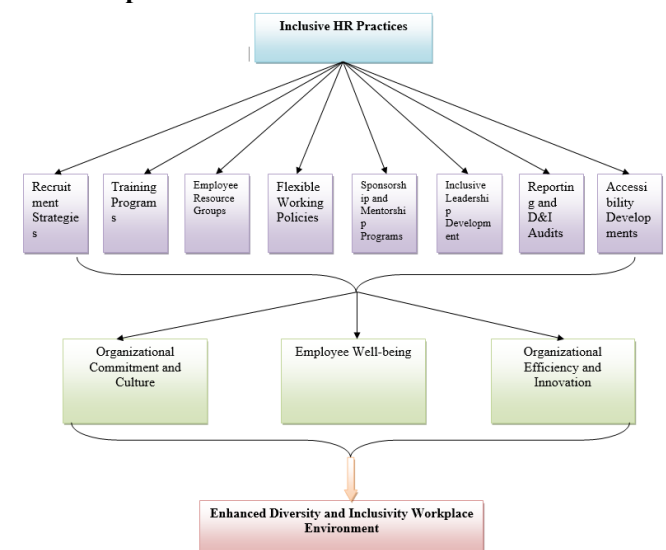 Inclusive HR Practices
Recruit
ment
Strategie
s
Training
Program
s
Employee
Resource
Groups
Flexible
Working
Policies
Sponsorsh
ip and
Mentorshi
p
Programs
Inclusive
Leadershi
p
Developm
ent
Reportin
g and
D&I
Audits
Accessi
bility
Develop
ments
Organizational
Commitment and
Culture
Employee Well-being
Organizational
Efficiency and
Innovation
Enhanced Diversity and Inclusivity Workplace
Environment